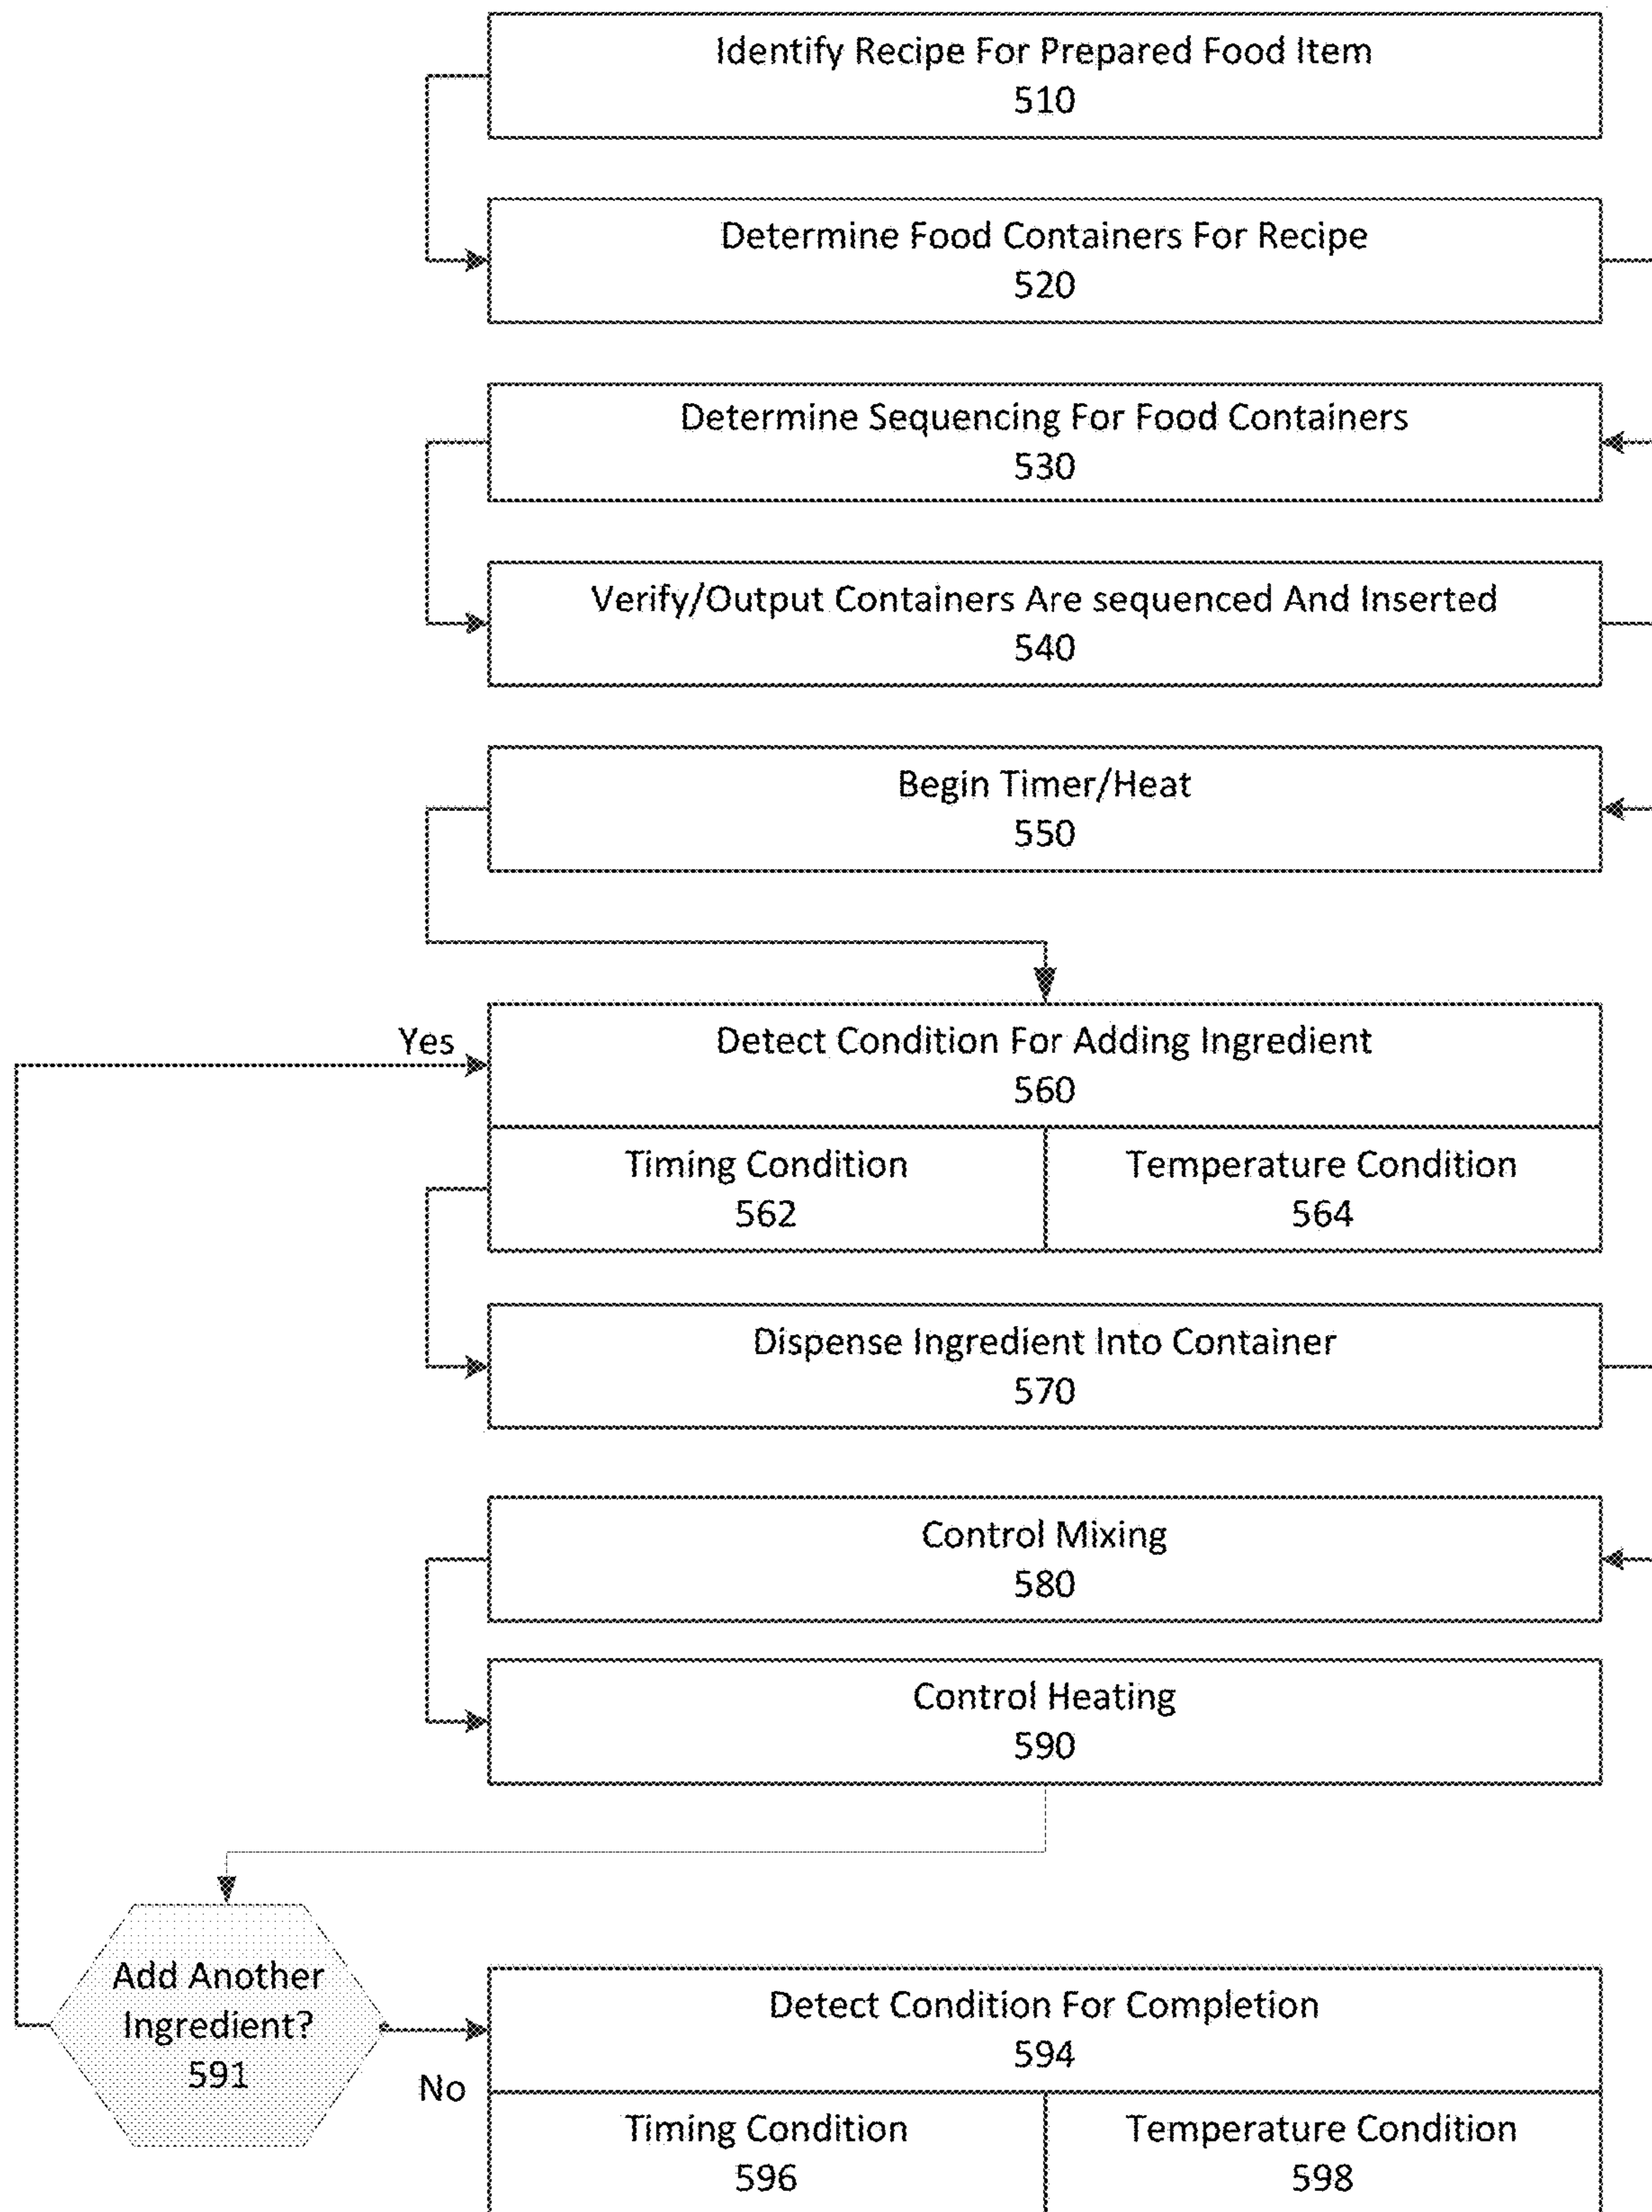 Identify Recipe For Prepared Food Item
510
Determine Food Containers For Recipe
520
Determine Sequencing For Food Containers
530
Verify/Output Containers Are sequenced And Inserted
540
Begin Timer/Heat
550
Yes
Detect Condition For Adding Ingredient
560
Timing Condition
562
Temperature Condition
564
Dispense Ingredient Into Container
570
Control Mixing
580
Control Heating
590
Add Another
Ingredient?
591
No
Detect Condition For Completion
594
Timing Condition
596
Temperature Condition
598